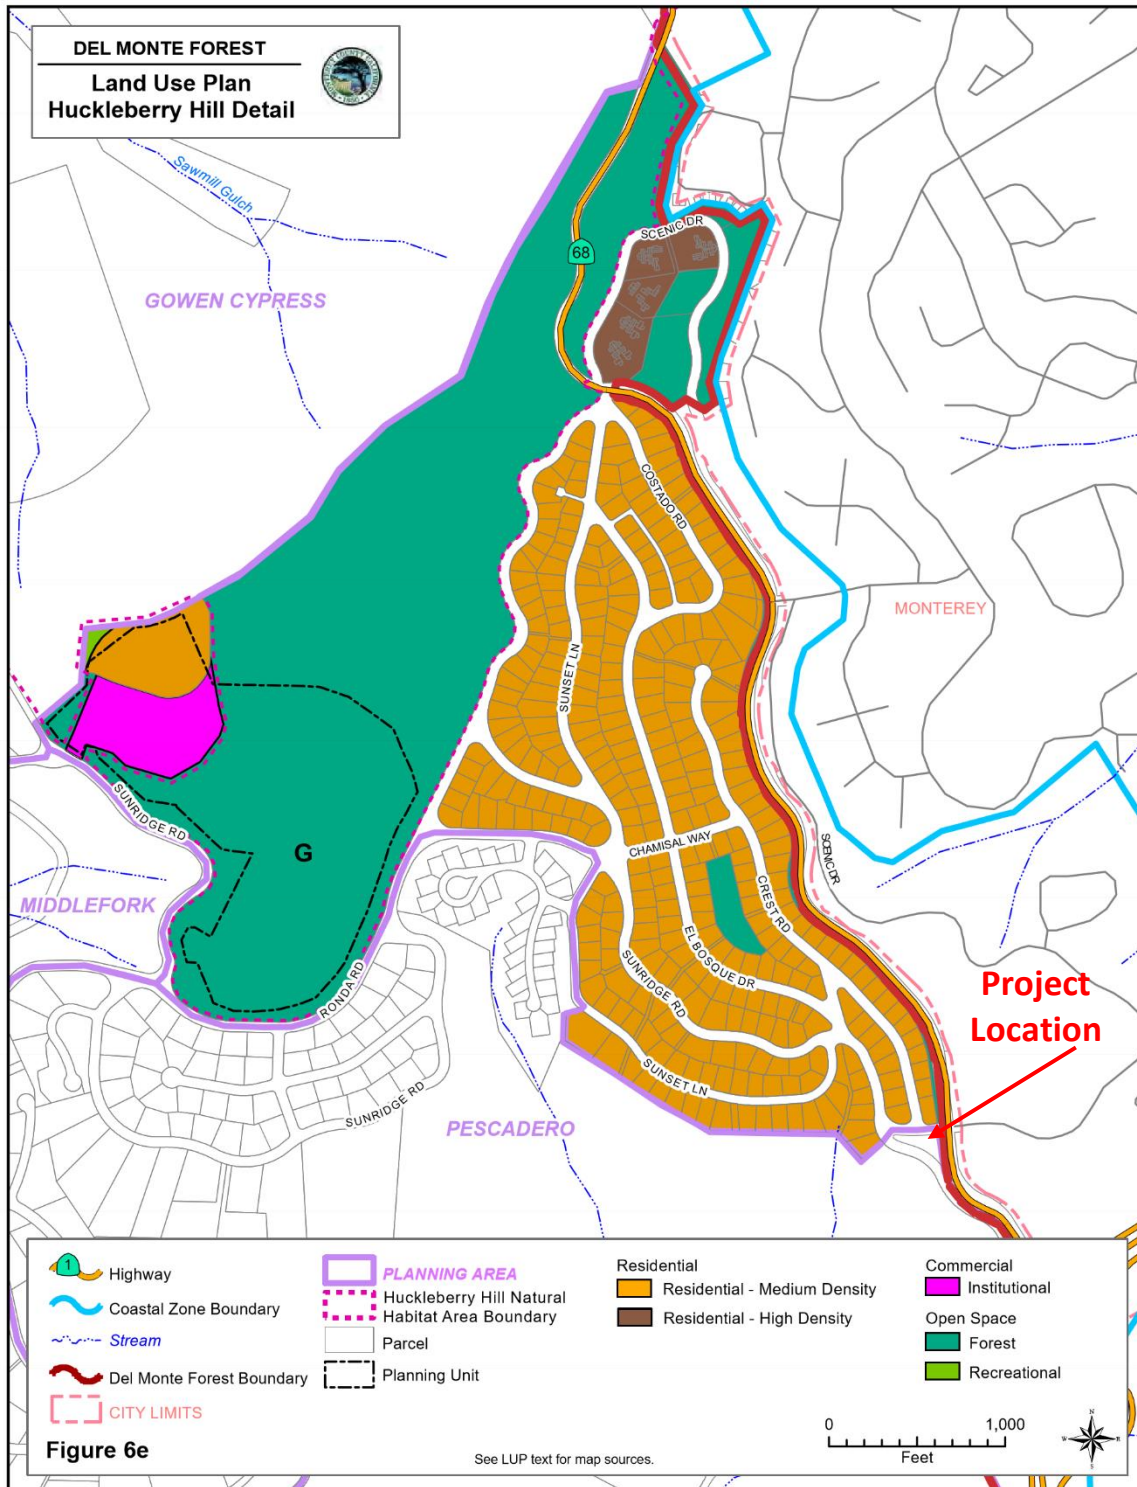 DEL MONTE FOREST
Land Use Plan
Huckleberry Hill Detail
Sawmill Gulch
GOWEN CYPRESS
68
SCENIC DR
COSTADO RD
SUNSET LN
MONTEREY
SUNRIDGE RD
G
CHAMISAL WAY
SCENIC DR
MIDDLEFORK
CREST RD
EL BOSQUE DR
SUNRIDGE RD
RONDA RD
Project
Location
SUNSET LN
SUNRIDGE RD
PESCADERO
1
Highway
Coastal Zone Boundary
Stream
Del Monte Forest Boundary
CITY LIMITS
PLANNING AREA
Huckleberry Hill Natural
Habitat Area Boundary
Parcel
Planning Unit
Residential
Residential - Medium Density
Residential - High Density
Commercial
Institutional
Open Space
Forest
Recreational
Figure 6e
See LUP text for map sources.
0 1,000
Feet
N
E
S
W